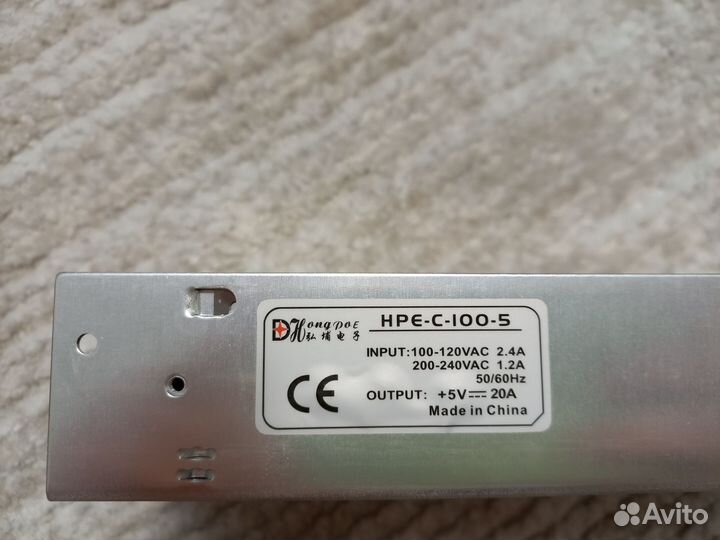 HongPoE
弘埔电子
HPE-C-100-5
INPUT:100-120VAC 2.4A
200-240VAC 1.2A
50/60Hz
OUTPUT: +5V⎓20A
Made in China
CE
Avito